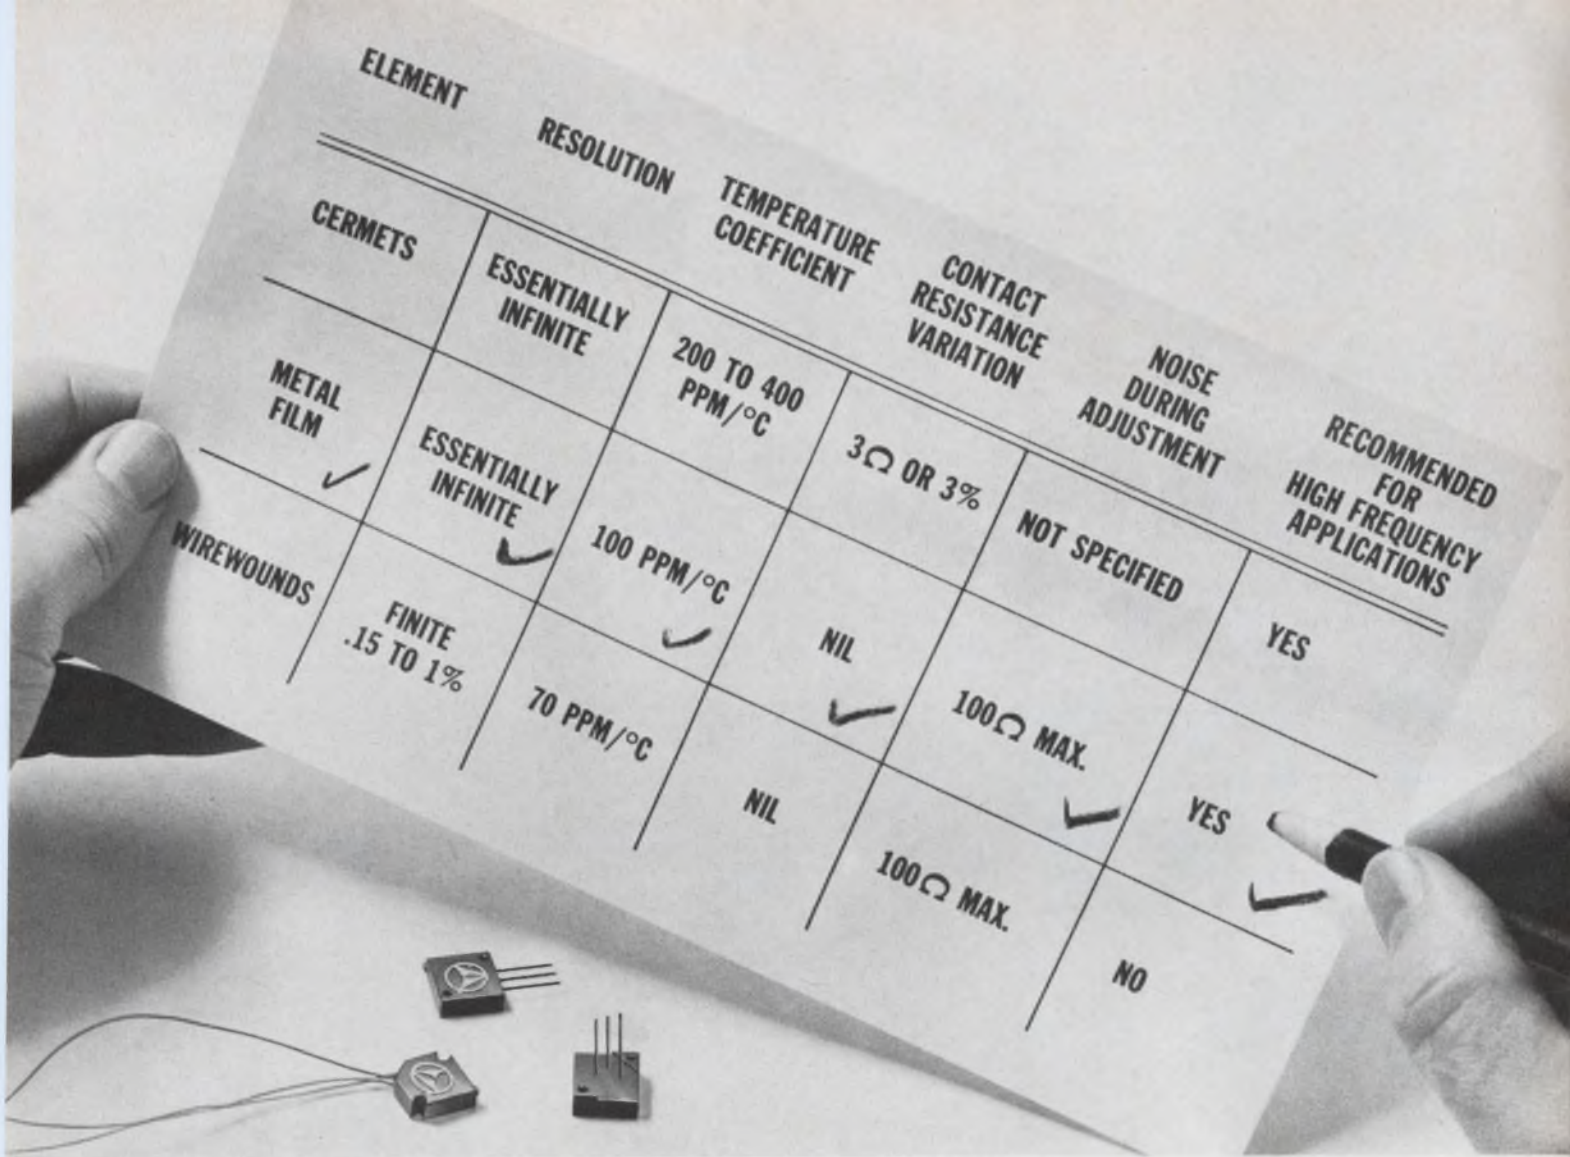 ELEMENT
RESOLUTION
TEMPERATURE
COEFFICIENT
CONTACT
RESISTANCE
VARIATION
NOISE
DURING
ADJUSTMENT
RECOMMENDED
FOR
HIGH FREQUENCY
APPLICATIONS
CERMETS
ESSENTIALLY
INFINITE
200 TO 400
PPM/°C
3Ω OR 3%
NOT SPECIFIED
YES
METAL
FILM
ESSENTIALLY
INFINITE
100 PPM/°C
NIL
100Ω MAX.
YES
WIREWOUNDS
FINITE
.15 TO 1%
70 PPM/°C
NIL
100Ω MAX.
NO